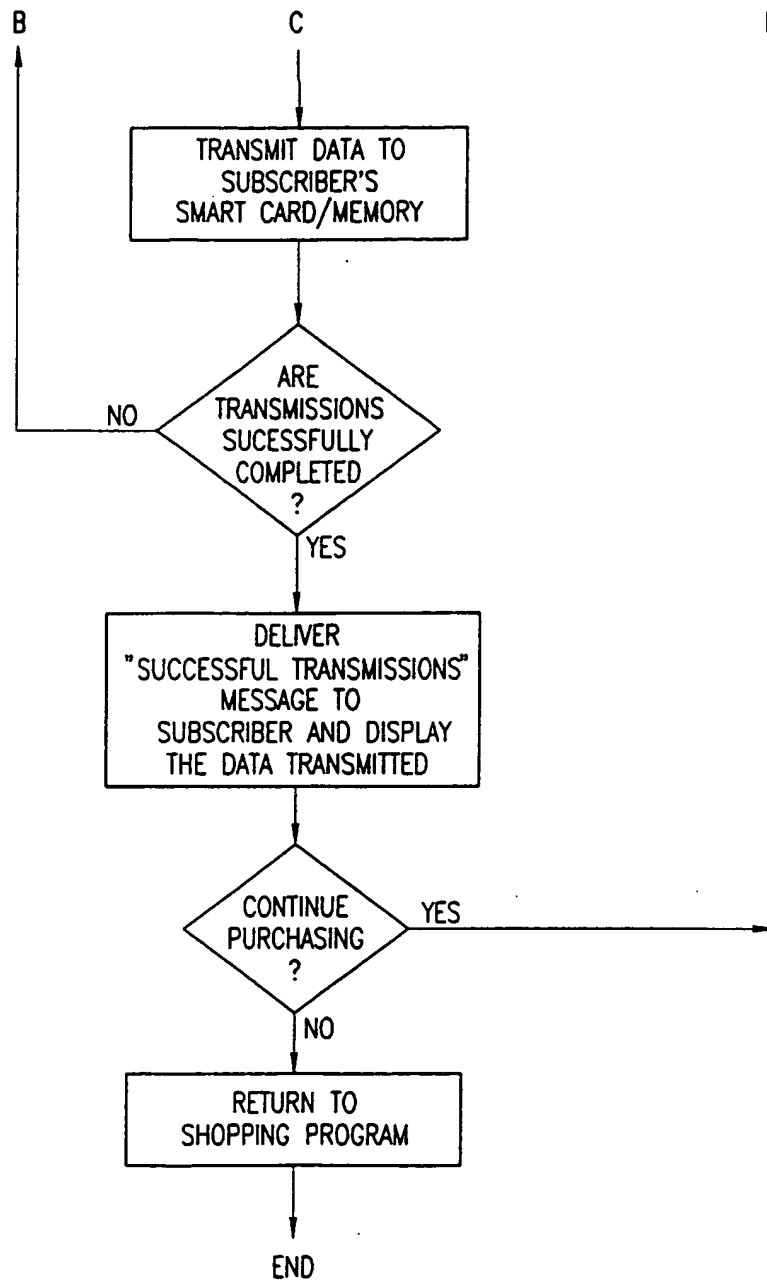 B
C
TRANSMIT DATA TO
SUBSCRIBER'S
SMART CARD/MEMORY
ARE
TRANSMISSIONS
SUCESSFULLY
COMPLETED
?
NO
YES
DELIVER
"SUCCESSFUL TRANSMISSIONS"
MESSAGE TO
SUBSCRIBER AND DISPLAY
THE DATA TRANSMITTED
CONTINUE
PURCHASING
?
YES
NO
RETURN TO
SHOPPING PROGRAM
END